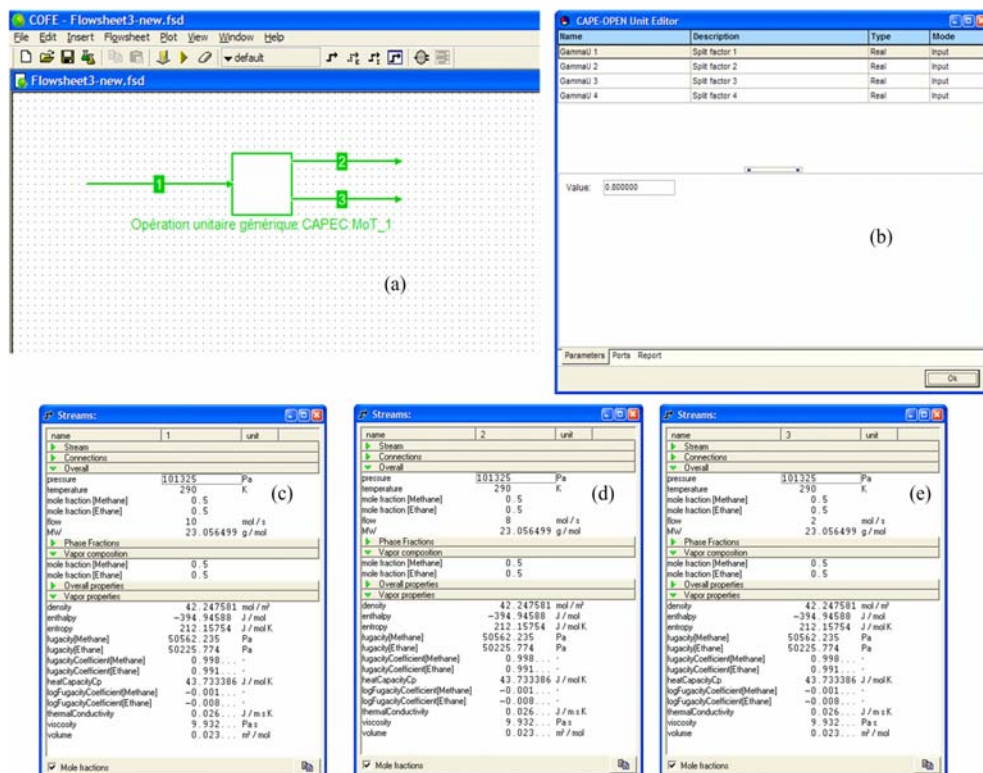 COFE - Flowsheet3-new.fsd
File Edit Insert Flowsheet Plot View Window Help
default
Flowsheet3-new.fsd
1
2
3
Opération unitaire générique CAPEC MoT_1
(a)
CAPE-OPEN Unit Editor
Name Description Type Mode
GammaU 1 Split factor 1 Real Input
GammaU 2 Split factor 2 Real Input
GammaU 3 Split factor 3 Real Input
GammaU 4 Split factor 4 Real Input
Value: 0.800000
(b)
Parameters Ports Report
Ok
Streams:
name 1 unit
Stream
Connections
Overall
pressure 101325 Pa
temperature 290 K
mole fraction [Methane] 0.5
mole fraction [Ethane] 0.5
flow 10 mol / s
MW 23.056499 g / mol
Phase Fractions
Vapor composition
mole fraction [Methane] 0.5
mole fraction [Ethane] 0.5
Overall properties
Vapor properties
density 42.247581 mol / m³
enthalpy -394.94588 J / mol
entropy 212.15754 J / mol K
fugacity[Methane] 50562.235 Pa
fugacity[Ethane] 50225.774 Pa
fugacityCoefficient[Methane] 0.998...
fugacityCoefficient[Ethane] 0.991...
heatCapacityCp 43.733386 J / mol K
logFugacityCoefficient[Methane] -0.001...
logFugacityCoefficient[Ethane] -0.008...
thermalConductivity 0.026... J / m s K
viscosity 9.932... Pa s
volume 0.023... m³ / mol
Mole fractions
(c)
Streams:
name 2 unit
Stream
Connections
Overall
pressure 101325 Pa
temperature 290 K
mole fraction [Methane] 0.5
mole fraction [Ethane] 0.5
flow 8 mol / s
MW 23.056499 g / mol
Phase Fractions
Vapor composition
mole fraction [Methane] 0.5
mole fraction [Ethane] 0.5
Overall properties
Vapor properties
density 42.247581 mol / m³
enthalpy -394.94588 J / mol
entropy 212.15754 J / mol K
fugacity[Methane] 50562.235 Pa
fugacity[Ethane] 50225.774 Pa
fugacityCoefficient[Methane] 0.998...
fugacityCoefficient[Ethane] 0.991...
heatCapacityCp 43.733386 J / mol K
logFugacityCoefficient[Methane] -0.001...
logFugacityCoefficient[Ethane] -0.008...
thermalConductivity 0.026... J / m s K
viscosity 9.932... Pa s
volume 0.023... m³ / mol
Mole fractions
(d)
Streams:
name 3 unit
Stream
Connections
Overall
pressure 101325 Pa
temperature 290 K
mole fraction [Methane] 0.5
mole fraction [Ethane] 0.5
flow 2 mol / s
MW 23.056499 g / mol
Phase Fractions
Vapor composition
mole fraction [Methane] 0.5
mole fraction [Ethane] 0.5
Overall properties
Vapor properties
density 42.247581 mol / m³
enthalpy -394.94588 J / mol
entropy 212.15754 J / mol K
fugacity[Methane] 50562.235 Pa
fugacity[Ethane] 50225.774 Pa
fugacityCoefficient[Methane] 0.998...
fugacityCoefficient[Ethane] 0.991...
heatCapacityCp 43.733386 J / mol K
logFugacityCoefficient[Methane] -0.001...
logFugacityCoefficient[Ethane] -0.008...
thermalConductivity 0.026... J / m s K
viscosity 9.932... Pa s
volume 0.023... m³ / mol
Mole fractions
(e)